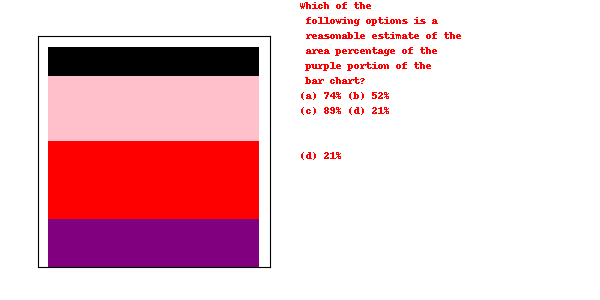 Which of the
following options is a
reasonable estimate of the
area percentage of the
purple portion of the
bar chart?
(a) 74% (b) 52%
(c) 89% (d) 21%
(d) 21%